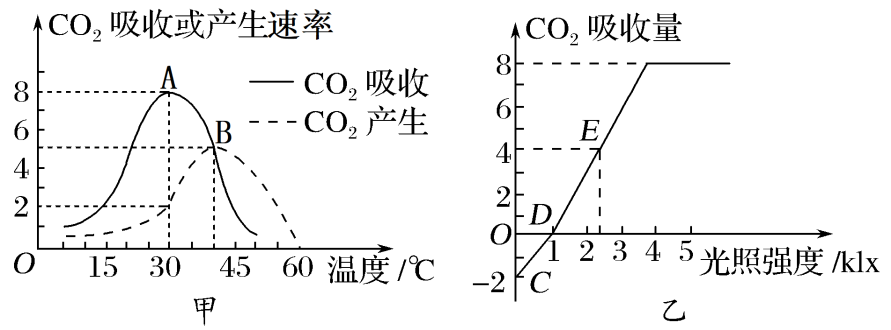 CO₂ 吸收或产生速率
A
8
6
B
4
2
O
15
30
45
60
温度/℃
CO₂ 吸收
CO₂ 产生
甲
CO₂ 吸收量
8
6
E
4
2
D
O
1
2
3
4
5
光照强度/klx
−2
C
乙